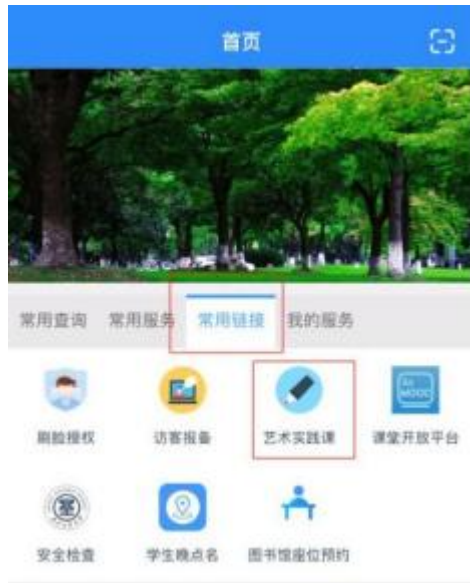 首页
常用查询 常用服务 常用链接 我的服务
刷脸授权 访客报备 艺术实践课 课堂开放平台
MOOC
安全检查 学生晚点名 图书馆座位预约